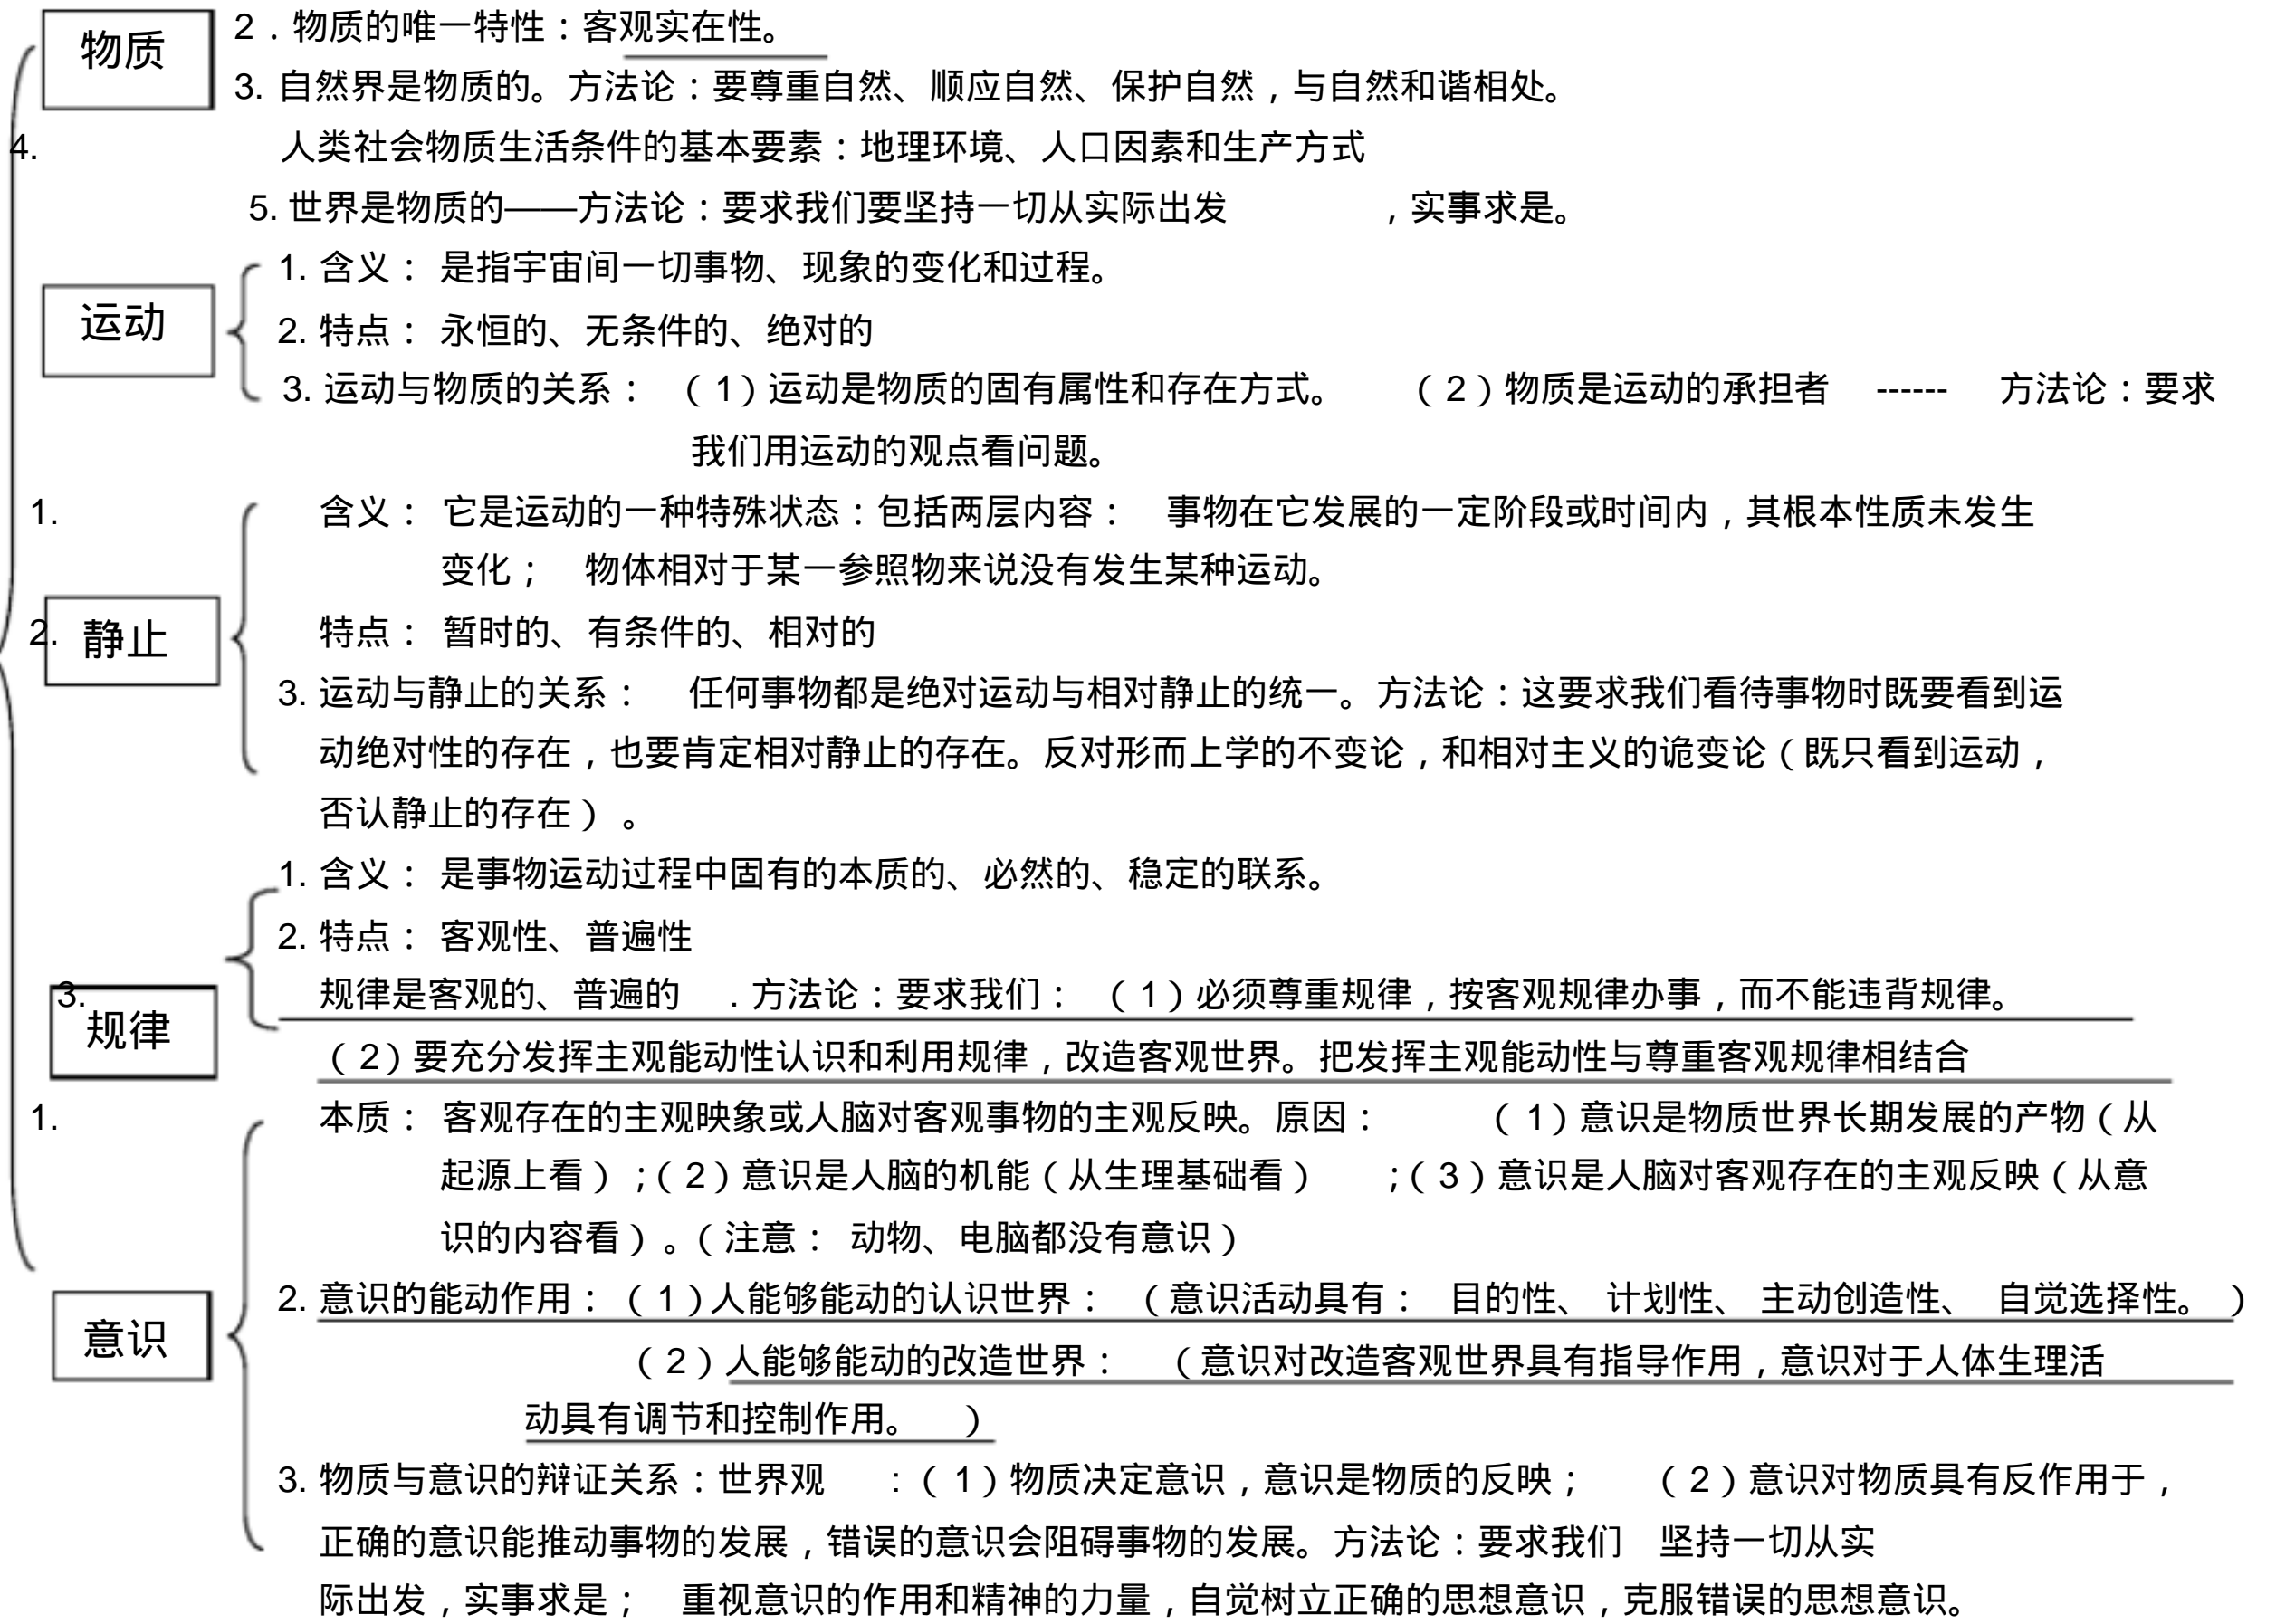 物质
2．物质的唯一特性：客观实在性。
3. 自然界是物质的。方法论：要尊重自然、顺应自然、保护自然，与自然和谐相处。
4. 人类社会物质生活条件的基本要素：地理环境、人口因素和生产方式
5. 世界是物质的——方法论：要求我们要坚持一切从实际出发 ，实事求是。
运动
1. 含义： 是指宇宙间一切事物、现象的变化和过程。
2. 特点： 永恒的、无条件的、绝对的
3. 运动与物质的关系： （1）运动是物质的固有属性和存在方式。 （2）物质是运动的承担者 ------ 方法论：要求
我们用运动的观点看问题。
1. 含义： 它是运动的一种特殊状态：包括两层内容： 事物在它发展的一定阶段或时间内，其根本性质未发生
变化； 物体相对于某一参照物来说没有发生某种运动。
静止
2. 特点： 暂时的、有条件的、相对的
3. 运动与静止的关系： 任何事物都是绝对运动与相对静止的统一。方法论：这要求我们看待事物时既要看到运
动绝对性的存在，也要肯定相对静止的存在。反对形而上学的不变论，和相对主义的诡变论（既只看到运动，
否认静止的存在） 。
1. 含义： 是事物运动过程中固有的本质的、必然的、稳定的联系。
2. 特点： 客观性、普遍性
3. 规律是客观的、普遍的 . 方法论：要求我们： （1）必须尊重规律，按客观规律办事，而不能违背规律。
规律
（2）要充分发挥主观能动性认识和利用规律，改造客观世界。把发挥主观能动性与尊重客观规律相结合
1. 本质： 客观存在的主观映象或人脑对客观事物的主观反映。原因： （1）意识是物质世界长期发展的产物（从
起源上看）;（2）意识是人脑的机能（从生理基础看） ;（3）意识是人脑对客观存在的主观反映（从意
识的内容看）。（注意： 动物、电脑都没有意识）
2. 意识的能动作用：（1）人能够能动的认识世界： （意识活动具有： 目的性、 计划性、 主动创造性、 自觉选择性。 ）
意识
（2）人能够能动的改造世界： （意识对改造客观世界具有指导作用，意识对于人体生理活
动具有调节和控制作用。 ）
3. 物质与意识的辩证关系：世界观 :（1）物质决定意识，意识是物质的反映； （2）意识对物质具有反作用于，
正确的意识能推动事物的发展，错误的意识会阻碍事物的发展。方法论：要求我们 坚持一切从实
际出发，实事求是； 重视意识的作用和精神的力量，自觉树立正确的思想意识，克服错误的思想意识。